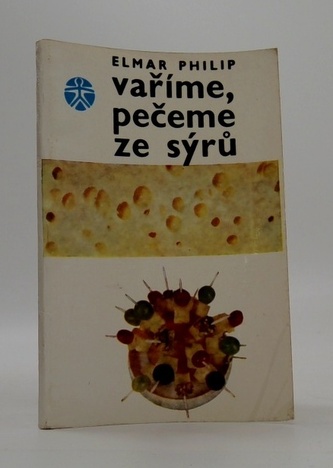 ELMAR PHILIP
vaříme,
pečeme
ze sýrů